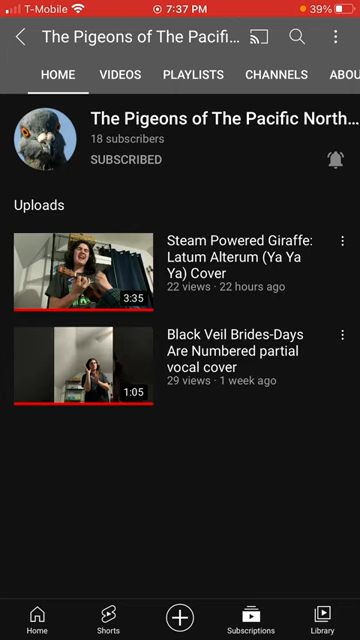 T-Mobile 7:37 PM 39%
The Pigeons of The Pacifi...
HOME VIDEOS PLAYLISTS CHANNELS ABOU
The Pigeons of The Pacific North...
18 subscribers
SUBSCRIBED
Uploads
Steam Powered Giraffe:
Latum Alterum (Ya Ya
Ya) Cover
22 views · 22 hours ago
3:35
Black Veil Brides-Days
Are Numbered partial
vocal cover
29 views · 1 week ago
1:05
Home Shorts Subscriptions Library